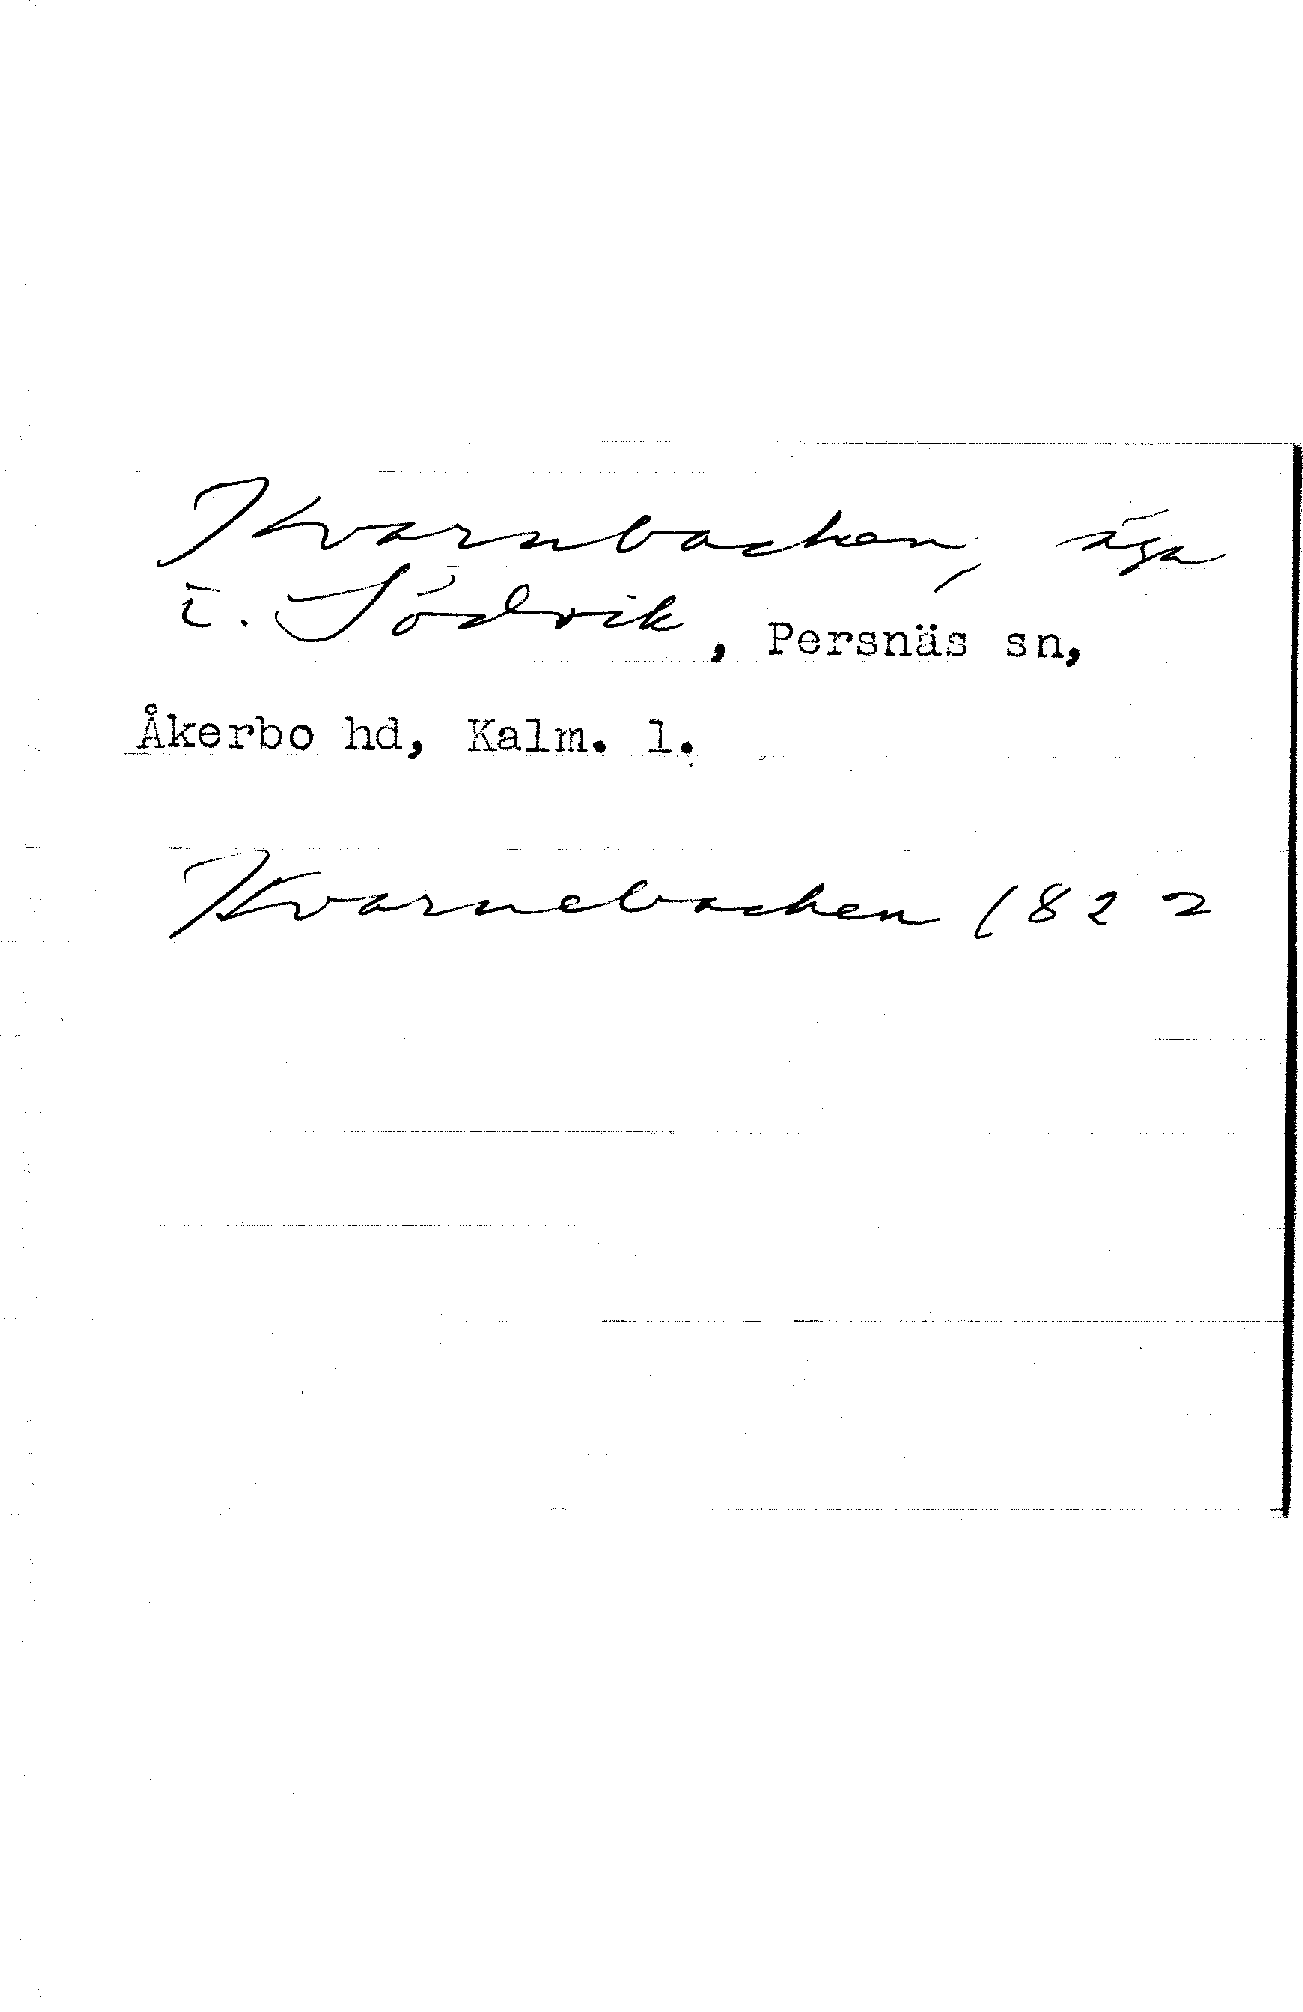 Kvarnbacken, äga
i. Södvik, Persnäs sn,
Åkerbo hd, Kalm. l.
Kvarnebacken 1822